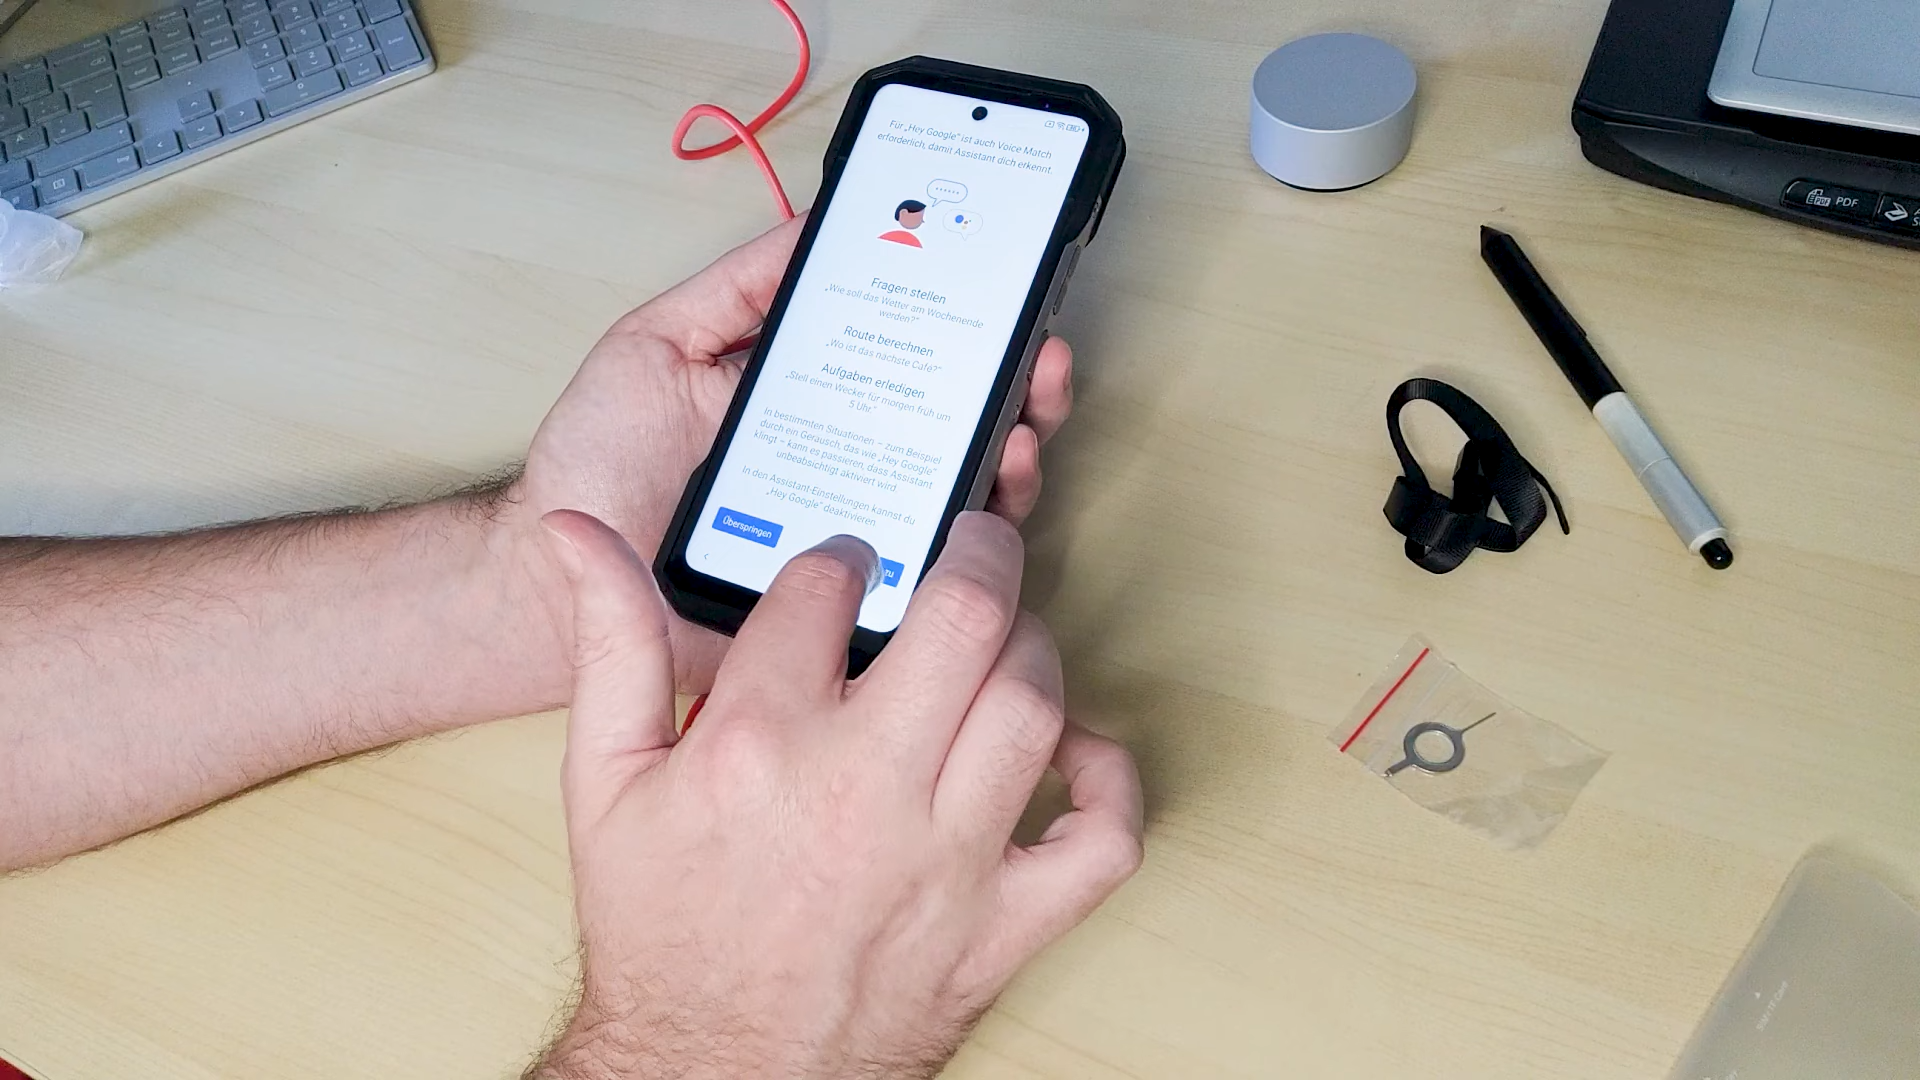 Für „Hey Google“ ist auch Voice Match
erforderlich, damit Assistant dich erkennt.
Fragen stellen
„Wie soll das Wetter am Wochenende
werden?“
Route berechnen
„Wo ist das nächste Café?“
Aufgaben erledigen
„Stell einen Wecker für morgen früh um
5 Uhr“
In bestimmten Situationen – zum Beispiel
durch ein Geräusch, das wie „Hey Google“
klingt – kann es passieren, dass Assistant
unbeabsichtigt aktiviert wird.
In den Assistant-Einstellungen kannst du
„Hey Google“ deaktivieren.
Überspringen
zu
PDF
PDF